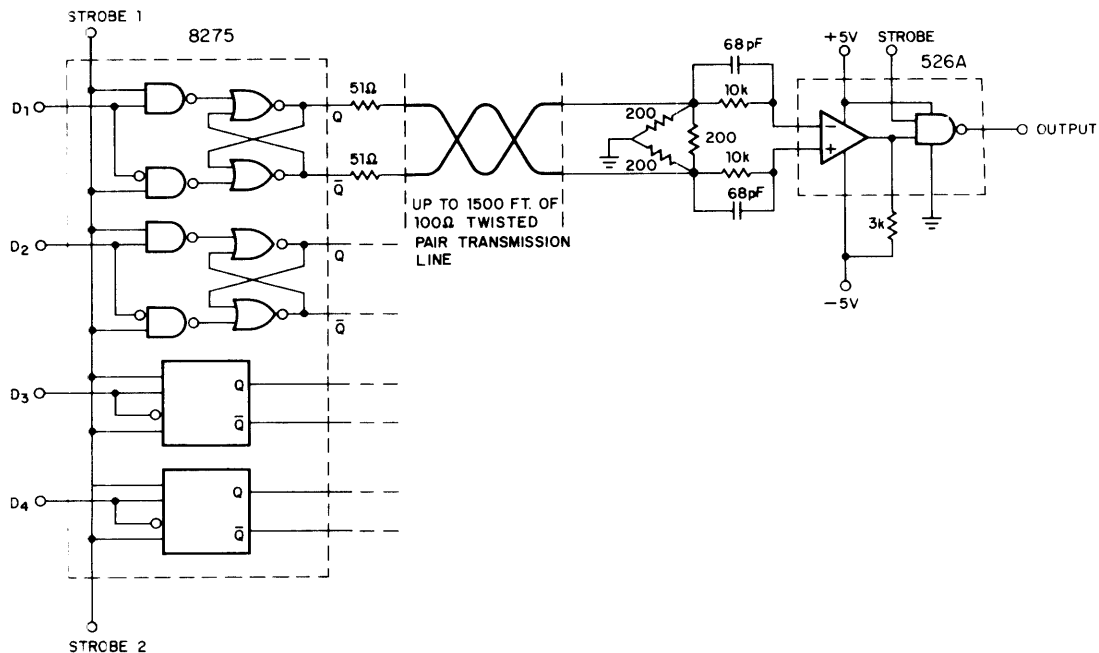 STROBE 1
8275
D1
Q
51Ω
51Ω
Q̅
UP TO 1500 FT. OF
100Ω TWISTED
PAIR TRANSMISSION
LINE
200
200
200
68pF
10k
10k
68pF
+5V
STROBE
526A
−
+
OUTPUT
3k
−5V
D2
Q
Q̅
D3
Q
Q̅
D4
Q
Q̅
STROBE 2